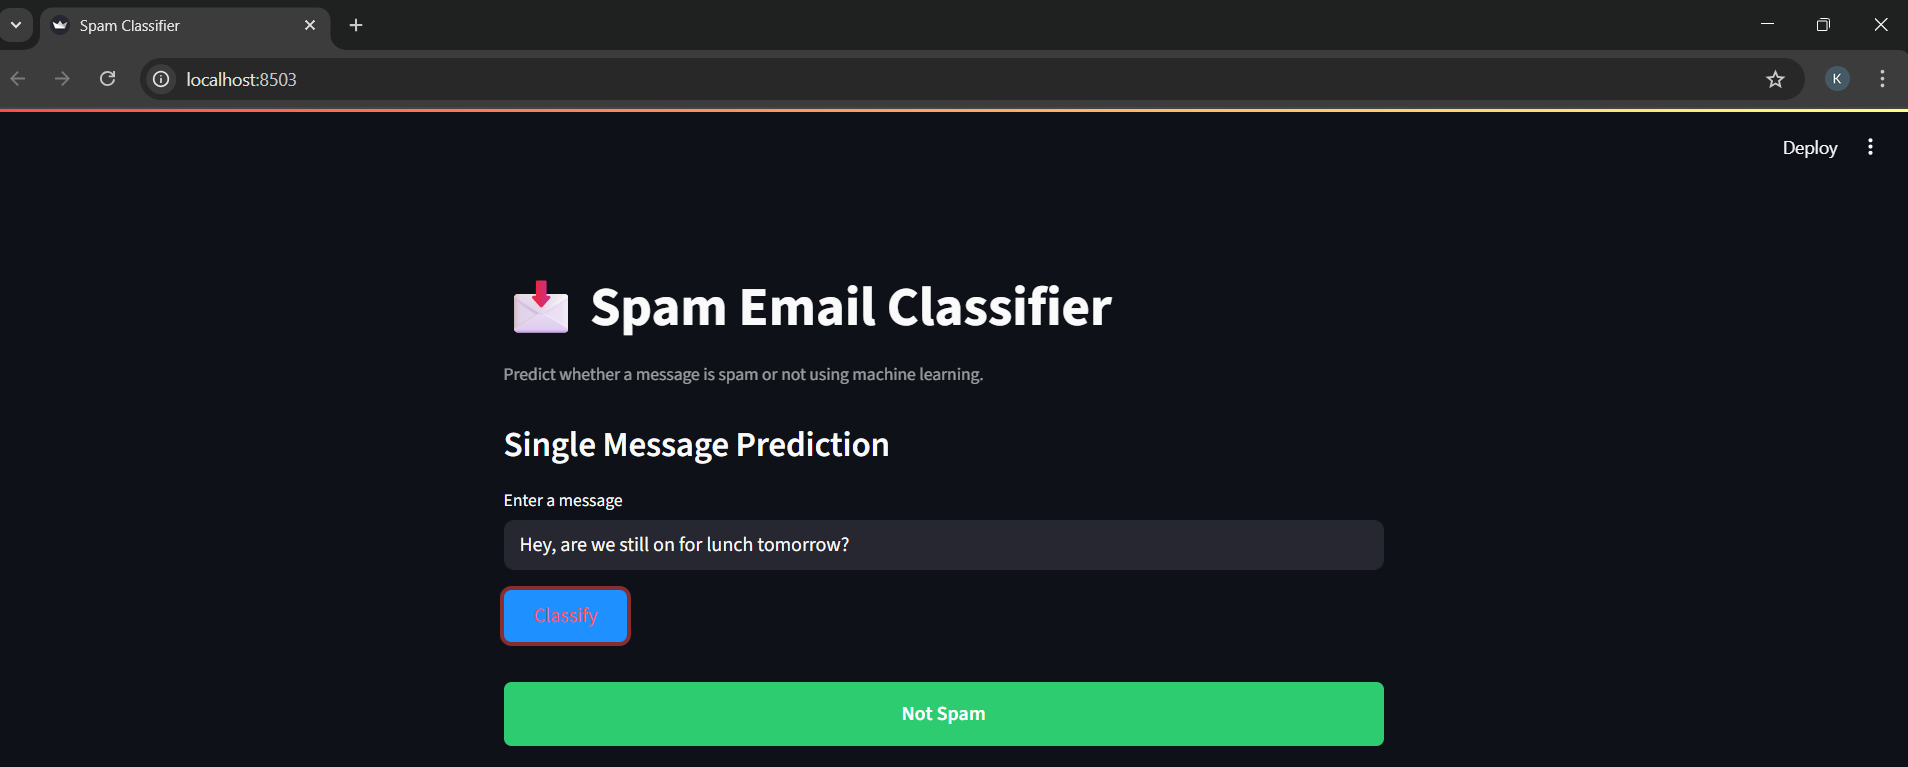 Spam Classifier
localhost:8503
K
Deploy
Spam Email Classifier
Predict whether a message is spam or not using machine learning.
Single Message Prediction
Enter a message
Hey, are we still on for lunch tomorrow?
Classify
Not Spam